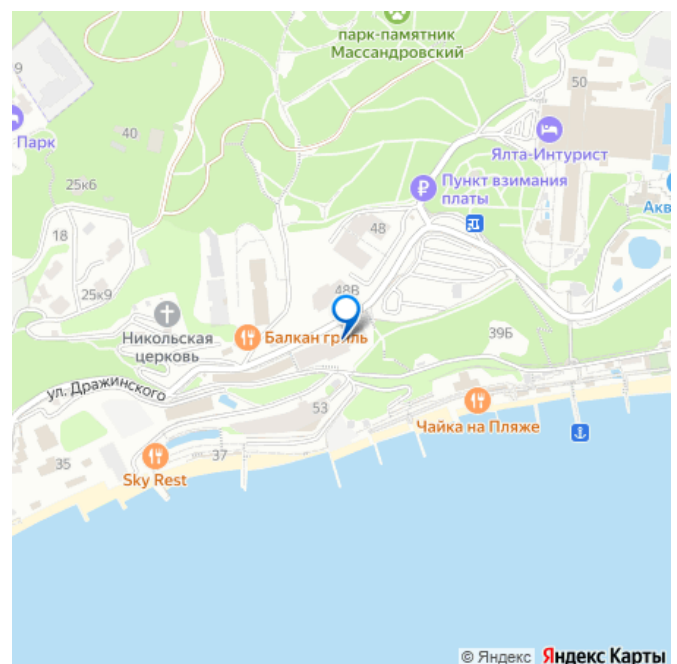 парк-памятник
Массандровский
9
50
40
Парк
Ялта-Интурист
25к6
Пункт взимания
платы
Акв
18
48
25к9
48В
Никольская
церковь
Балкан гриль
39Б
ул. Дражинского
53
Чайка на Пляже
35
37
Sky Rest
© Яндекс Яндекс Карты